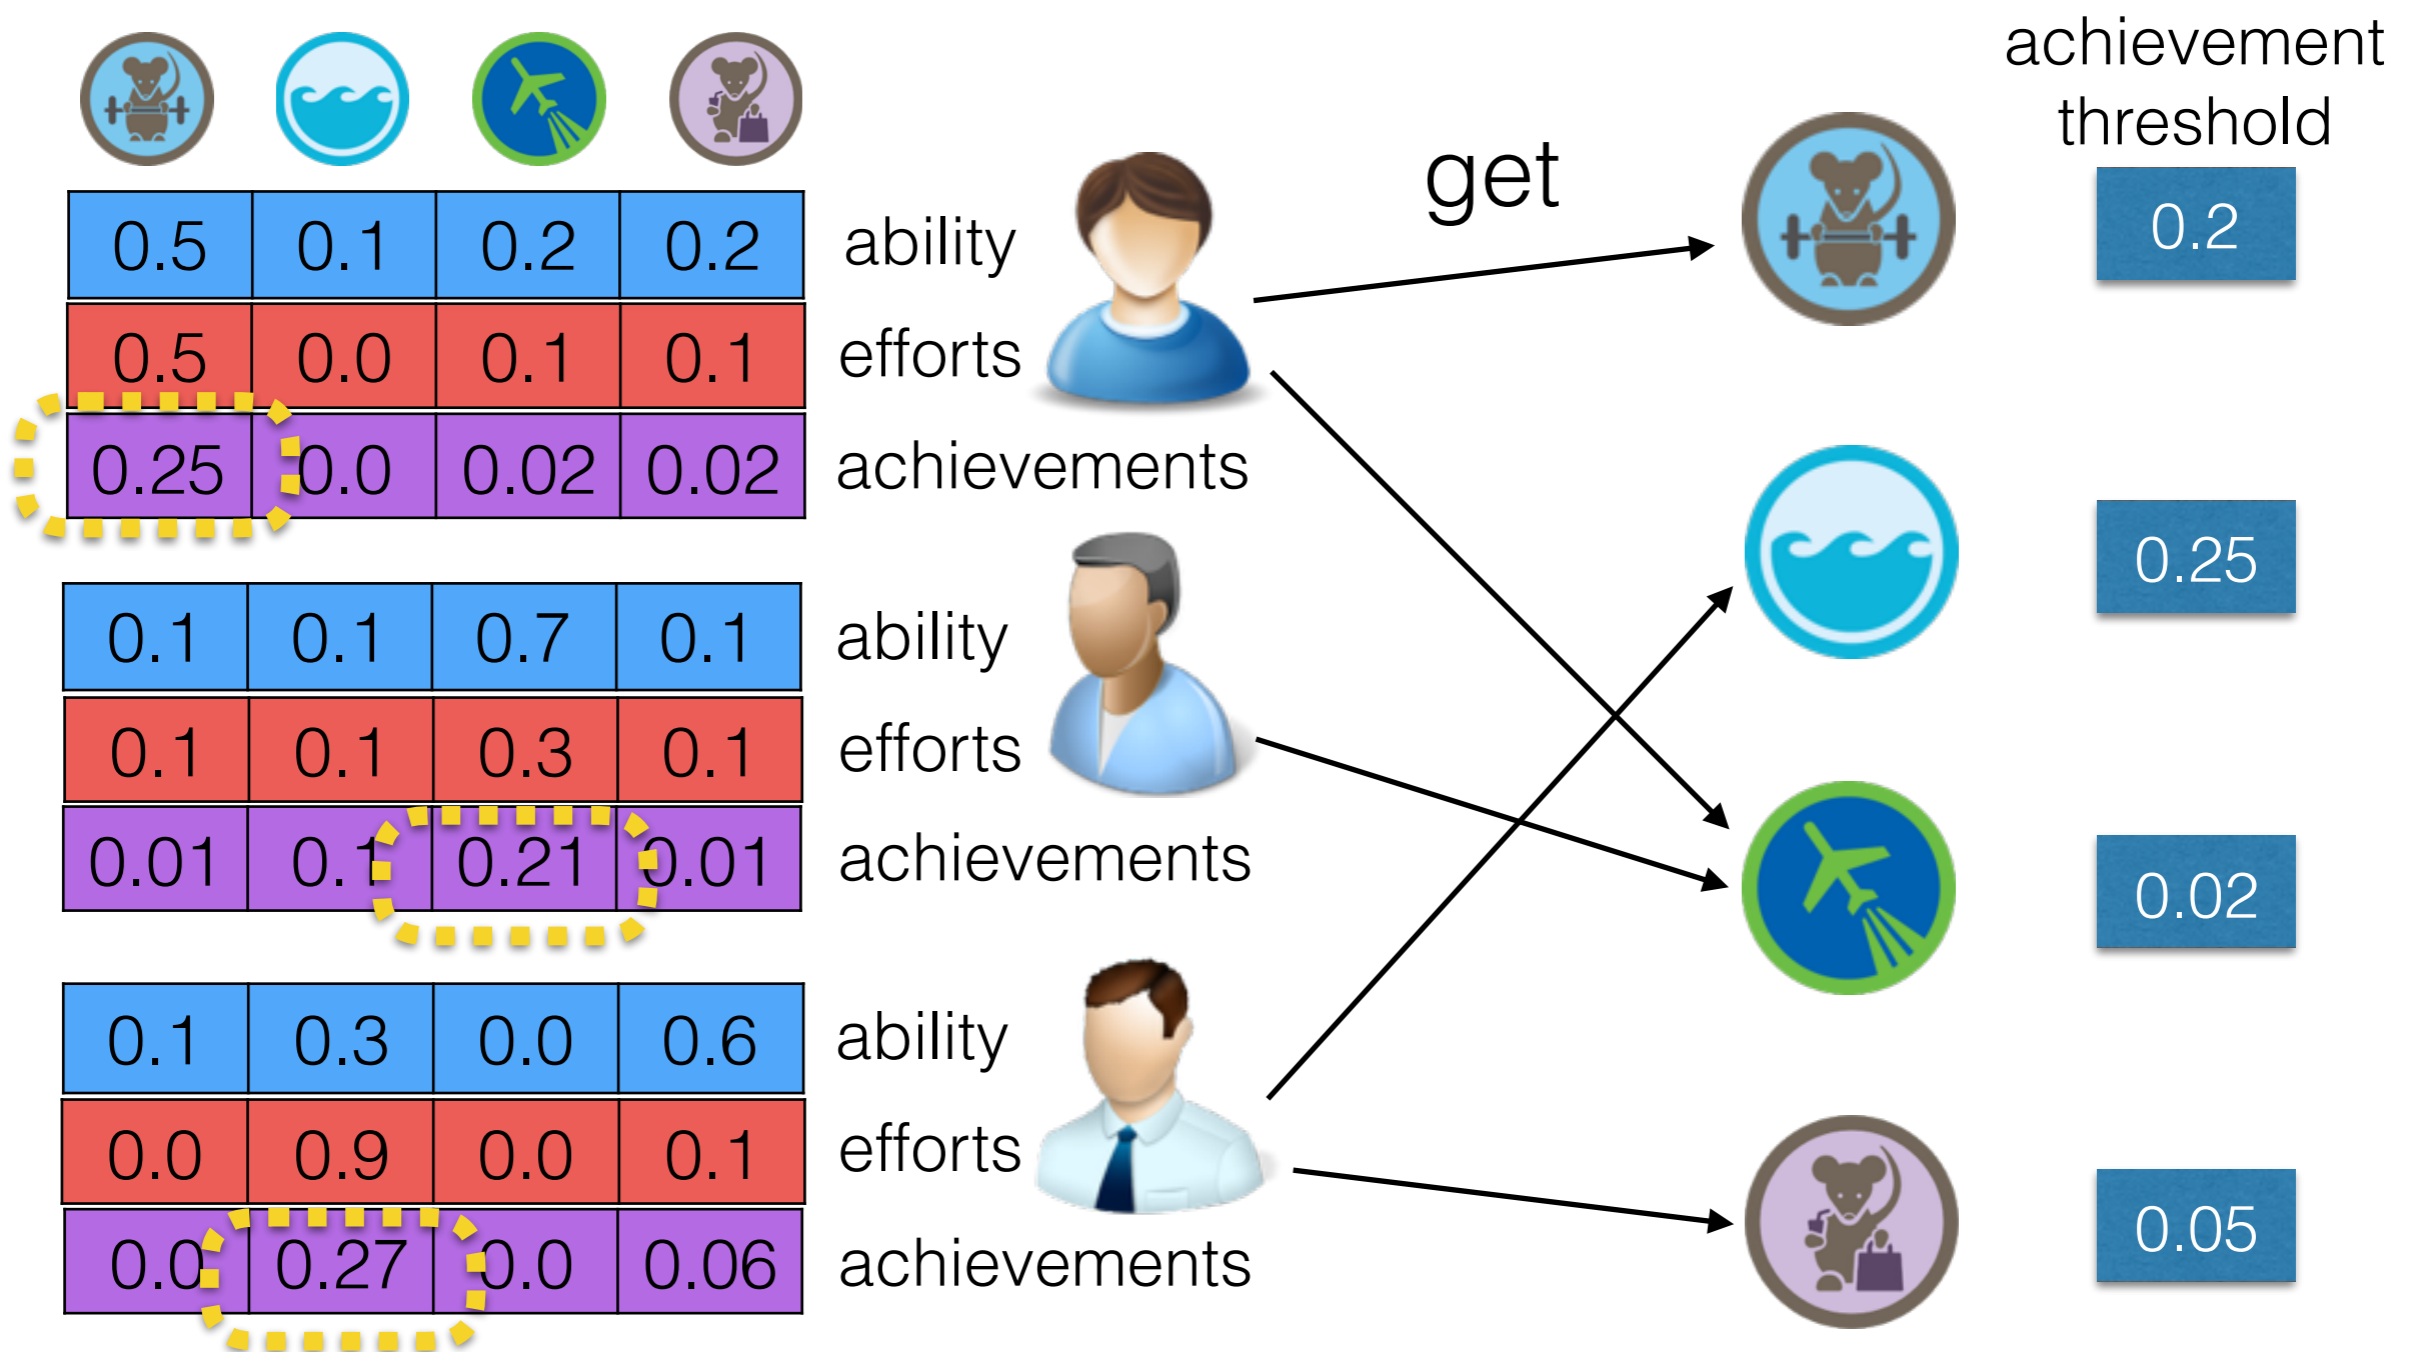 achievement
threshold
get
0.5 0.1 0.2 0.2 ability
0.5 0.0 0.1 0.1 efforts
0.25 0.0 0.02 0.02 achievements
0.2
0.1 0.1 0.7 0.1 ability
0.1 0.1 0.3 0.1 efforts
0.01 0.1 0.21 0.01 achievements
0.25
0.02
0.1 0.3 0.0 0.6 ability
0.0 0.9 0.0 0.1 efforts
0.0 0.27 0.0 0.06 achievements
0.05